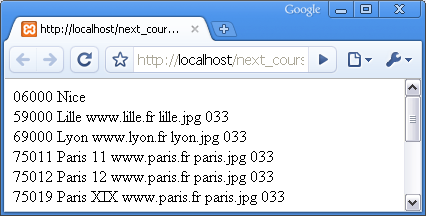 Google
http://localhost/next_cour...
http://localhost/next_cours
06000 Nice
59000 Lille www.lille.fr lille.jpg 033
69000 Lyon www.lyon.fr lyon.jpg 033
75011 Paris 11 www.paris.fr paris.jpg 033
75012 Paris 12 www.paris.fr paris.jpg 033
75019 Paris XIX www.paris.fr paris.jpg 033